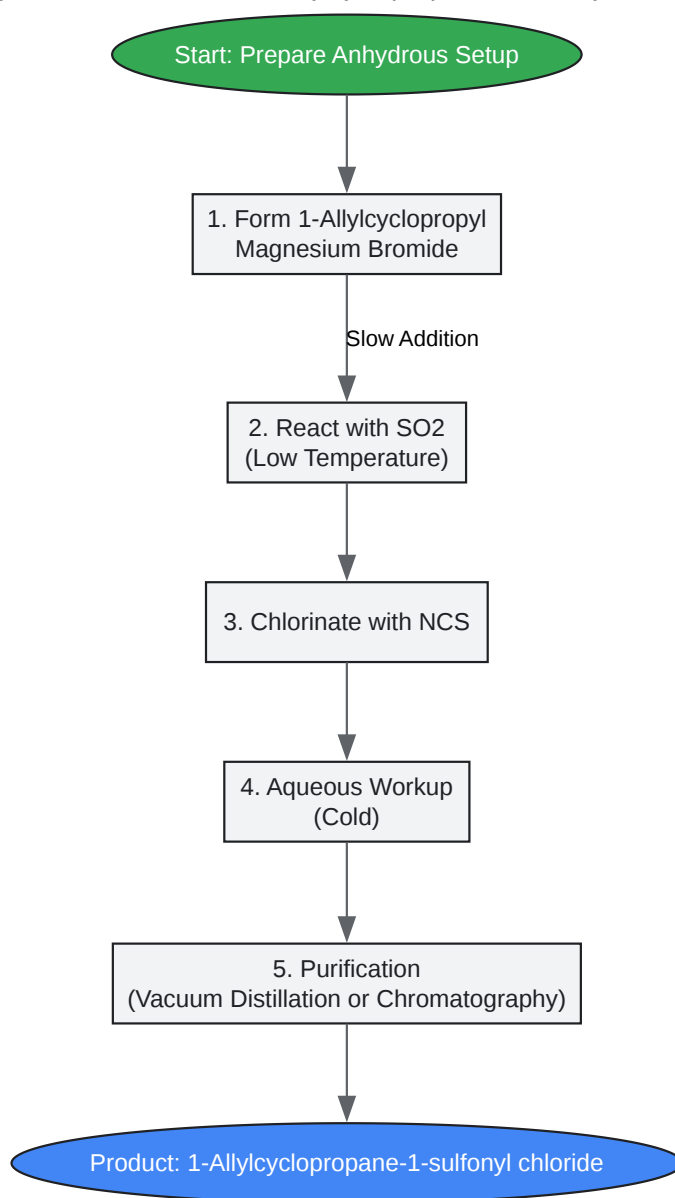 Start: Prepare Anhydrous Setup
1. Form 1-Allylcyclopropyl
Magnesium Bromide
Slow Addition
2. React with SO2
(Low Temperature)
3. Chlorinate with NCS
4. Aqueous Workup
(Cold)
5. Purification
(Vacuum Distillation or Chromatography)
Product: 1-Allylcyclopropane-1-sulfonyl chloride